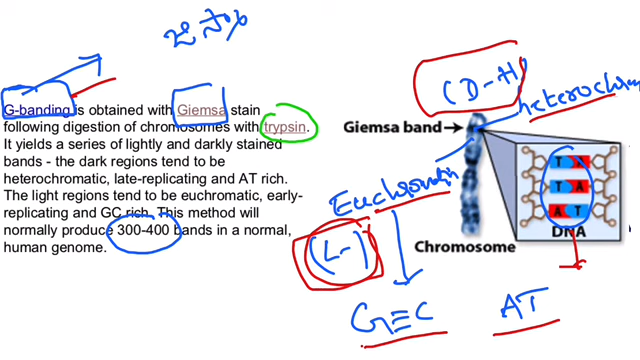 (D-H)
heterochrom
G-banding is obtained with Giemsa stain
following digestion of chromosomes with trypsin.
It yields a series of lightly and darkly stained
bands - the dark regions tend to be
heterochromatic, late-replicating and AT rich.
The light regions tend to be euchromatic, early-
replicating and GC rich. This method will
normally produce 300-400 bands in a normal,
human genome.
Giemsa band
T A
T A
A T
DNA
Euchromatin
(L-)
Chromosome
G≡C
AT